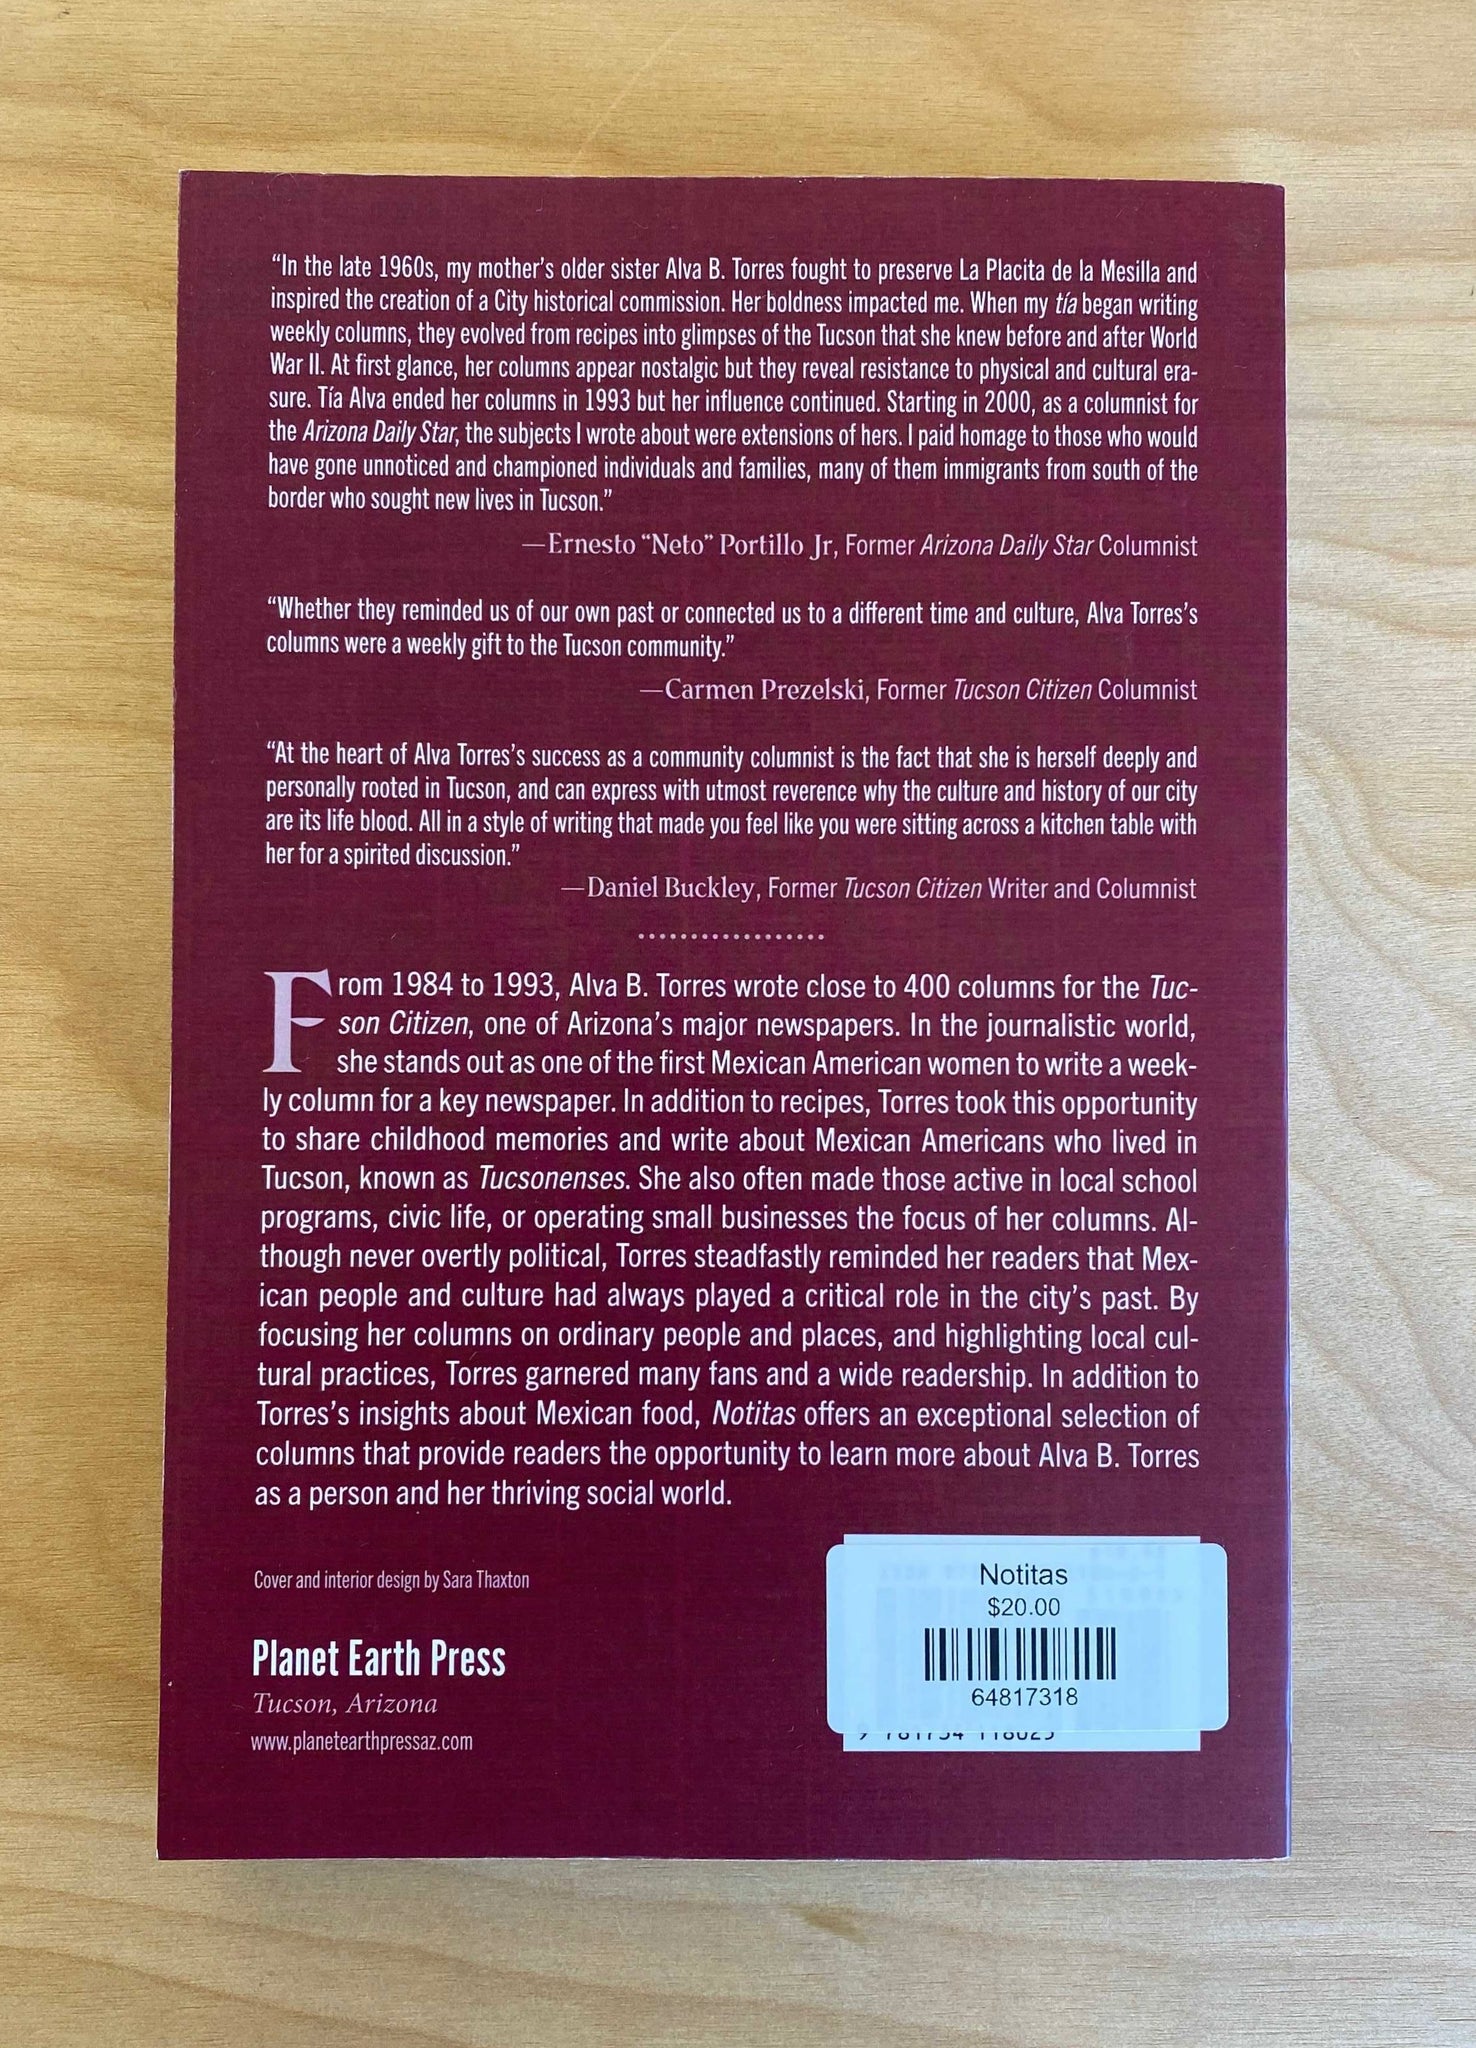 “In the late 1960s, my mother’s older sister Alva B. Torres fought to preserve La Placita de la Mesilla and
inspired the creation of a City historical commission. Her boldness impacted me. When my tía began writing
weekly columns, they evolved from recipes into glimpses of the Tucson that she knew before and after World
War II. At first glance, her columns appear nostalgic but they reveal resistance to physical and cultural era-
sure. Tía Alva ended her columns in 1993 but her influence continued. Starting in 2000, as a columnist for
the Arizona Daily Star, the subjects I wrote about were extensions of hers. I paid homage to those who would
have gone unnoticed and championed individuals and families, many of them immigrants from south of the
border who sought new lives in Tucson.”
—Ernesto “Neto” Portillo Jr, Former Arizona Daily Star Columnist
“Whether they reminded us of our own past or connected us to a different time and culture, Alva Torres’s
columns were a weekly gift to the Tucson community.”
—Carmen Prezelski, Former Tucson Citizen Columnist
“At the heart of Alva Torres’s success as a community columnist is the fact that she is herself deeply and
personally rooted in Tucson, and can express with utmost reverence why the culture and history of our city
are its life blood. All in a style of writing that made you feel like you were sitting across a kitchen table with
her for a spirited discussion.”
—Daniel Buckley, Former Tucson Citizen Writer and Columnist
From 1984 to 1993, Alva B. Torres wrote close to 400 columns for the Tuc-
son Citizen, one of Arizona’s major newspapers. In the journalistic world,
she stands out as one of the first Mexican American women to write a week-
ly column for a key newspaper. In addition to recipes, Torres took this opportunity
to share childhood memories and write about Mexican Americans who lived in
Tucson, known as Tucsonenses. She also often made those active in local school
programs, civic life, or operating small businesses the focus of her columns. Al-
though never overtly political, Torres steadfastly reminded her readers that Mex-
ican people and culture had always played a critical role in the city’s past. By
focusing her columns on ordinary people and places, and highlighting local cul-
tural practices, Torres garnered many fans and a wide readership. In addition to
Torres’s insights about Mexican food, Notitas offers an exceptional selection of
columns that provide readers the opportunity to learn more about Alva B. Torres
as a person and her thriving social world.
Cover and interior design by Sara Thaxton
Planet Earth Press
Tucson, Arizona
www.planetearthpressaz.com
Notitas
$20.00
64817318